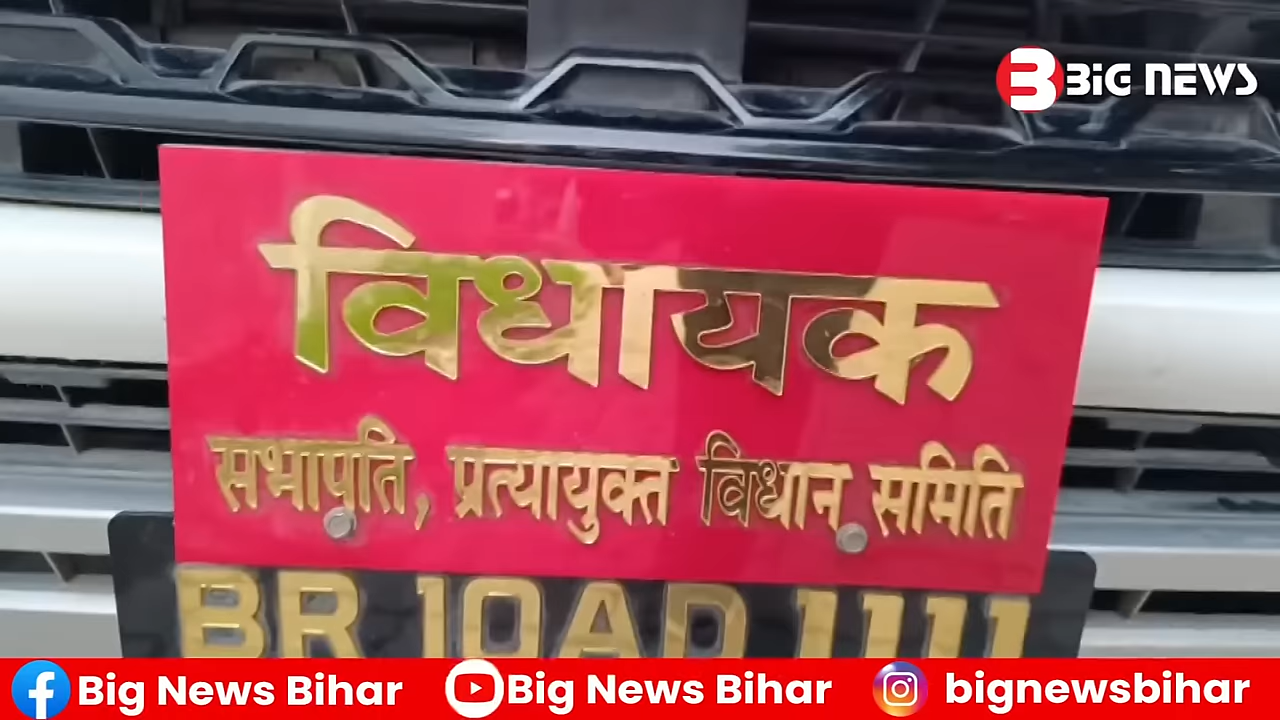 BIG NEWS
विधायक
सभापति, प्रत्यायुक्त विधान समिति
BR 10AD 1111
Big News Bihar Big News Bihar bignewsbihar